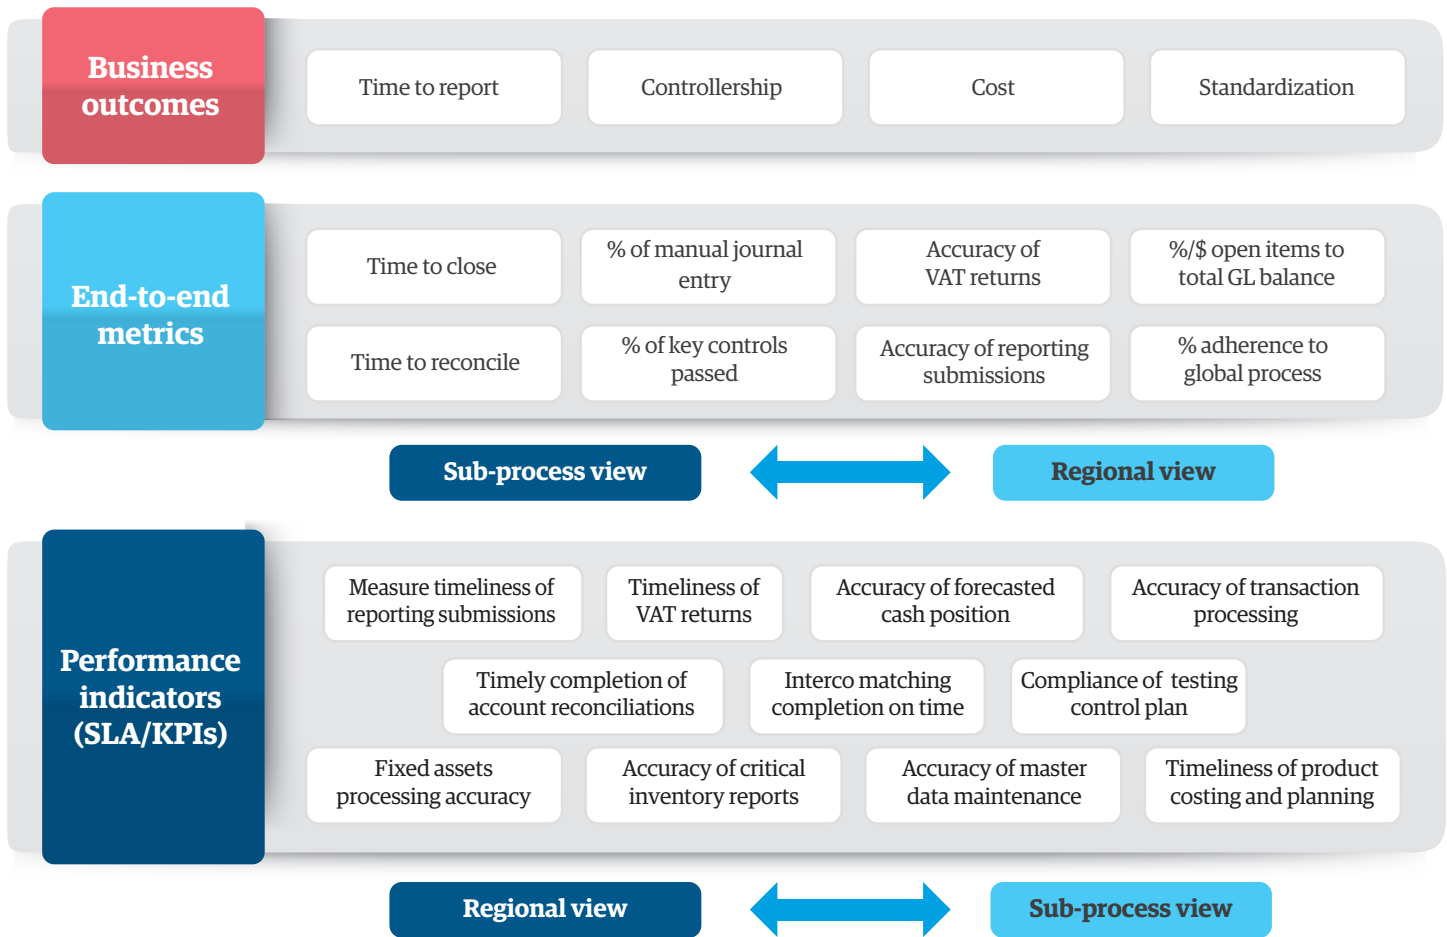 Business
outcomes
Time to report
Controllership
Cost
Standardization
End-to-end
metrics
Time to close
% of manual journal
entry
Accuracy of
VAT returns
%/$ open items to
total GL balance
Time to reconcile
% of key controls
passed
Accuracy of reporting
submissions
% adherence to
global process
Sub-process view
Regional view
Performance
indicators
(SLA/KPIs)
Measure timeliness of
reporting submissions
Timeliness of
VAT returns
Accuracy of forecasted
cash position
Accuracy of transaction
processing
Timely completion of
account reconciliations
Interco matching
completion on time
Compliance of testing
control plan
Fixed assets
processing accuracy
Accuracy of critical
inventory reports
Accuracy of master
data maintenance
Timeliness of product
costing and planning
Regional view
Sub-process view